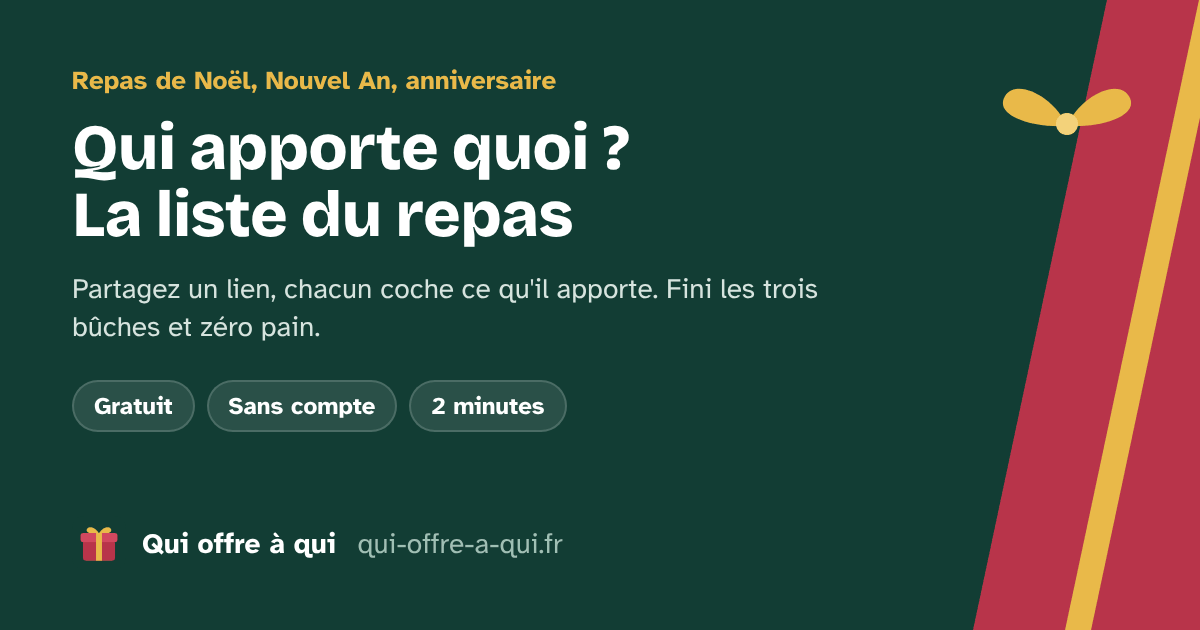 Repas de Noël, Nouvel An, anniversaire
Qui apporte quoi ?
La liste du repas
Partagez un lien, chacun coche ce qu'il apporte. Fini les trois
bûches et zéro pain.
Gratuit Sans compte 2 minutes
Qui offre à qui qui-offre-a-qui.fr